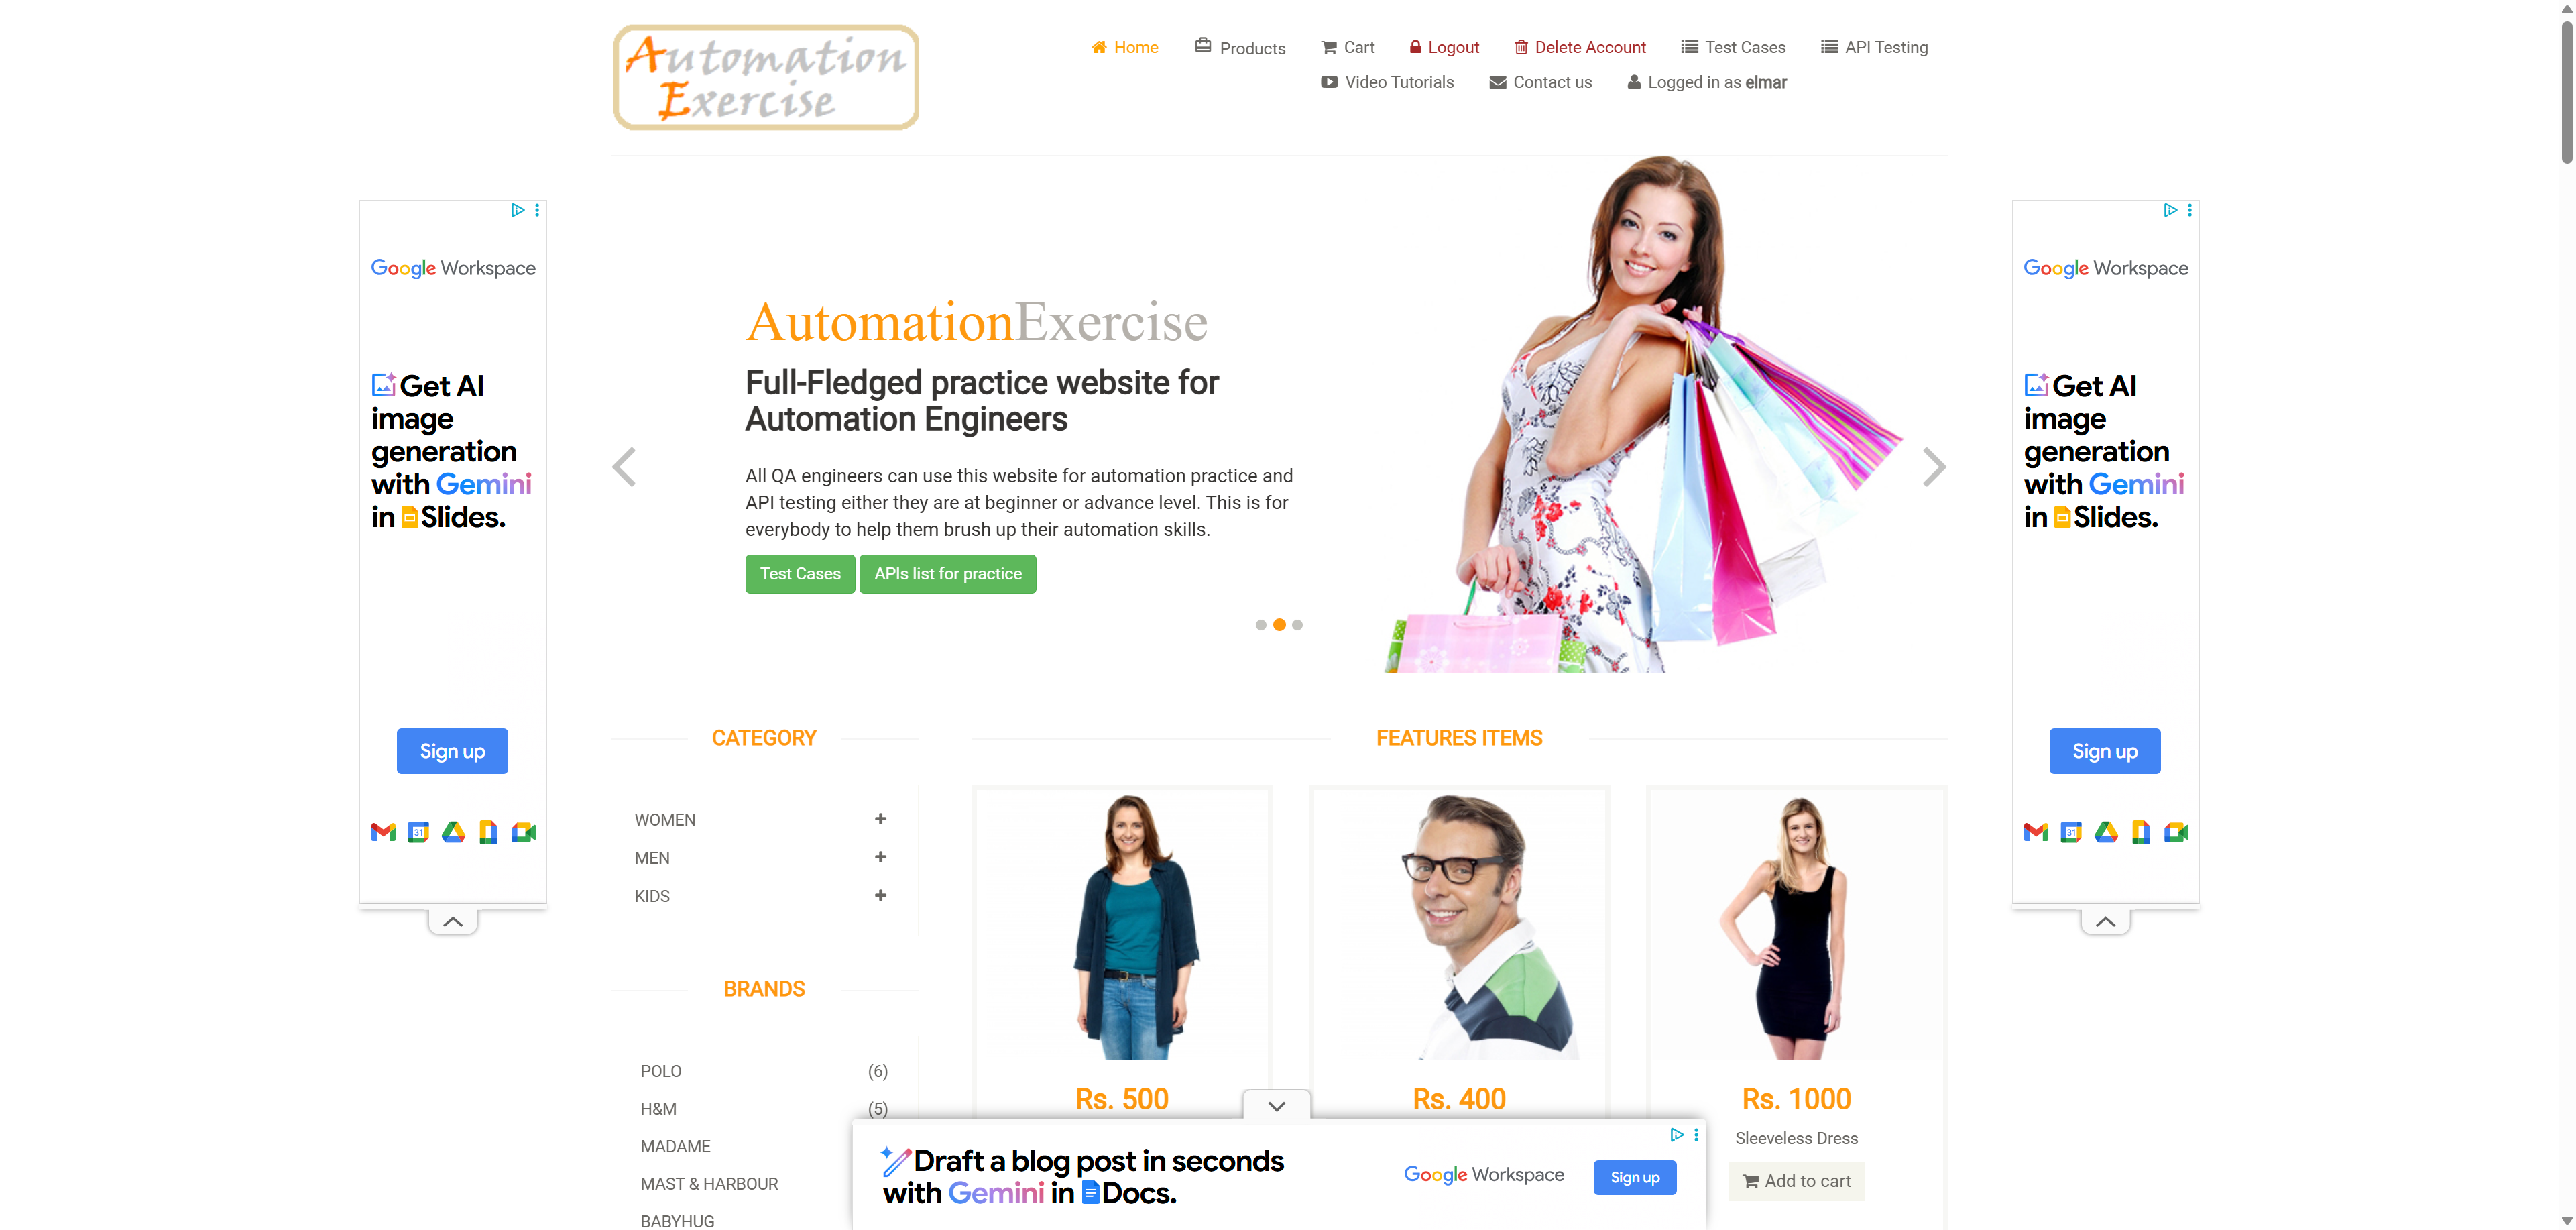 Automation
Exercise
Home
Products
Cart
Logout
Delete Account
Test Cases
API Testing
Video Tutorials
Contact us
Logged in as elmar
Google Workspace
Get AI
image
generation
with Gemini
in Slides.
Sign up
31
AutomationExercise
Full-Fledged practice website for
Automation Engineers
All QA engineers can use this website for automation practice and
API testing either they are at beginner or advance level. This is for
everybody to help them brush up their automation skills.
Test Cases
APIs list for practice
Google Workspace
Get AI
image
generation
with Gemini
in Slides.
Sign up
31
CATEGORY
WOMEN
MEN
KIDS
BRANDS
POLO (6)
H&M (5)
MADAME
MAST & HARBOUR
BABYHUG
FEATURES ITEMS
Rs. 500
Rs. 400
Rs. 1000
Sleeveless Dress
Add to cart
Draft a blog post in seconds
with Gemini in Docs.
Google Workspace
Sign up